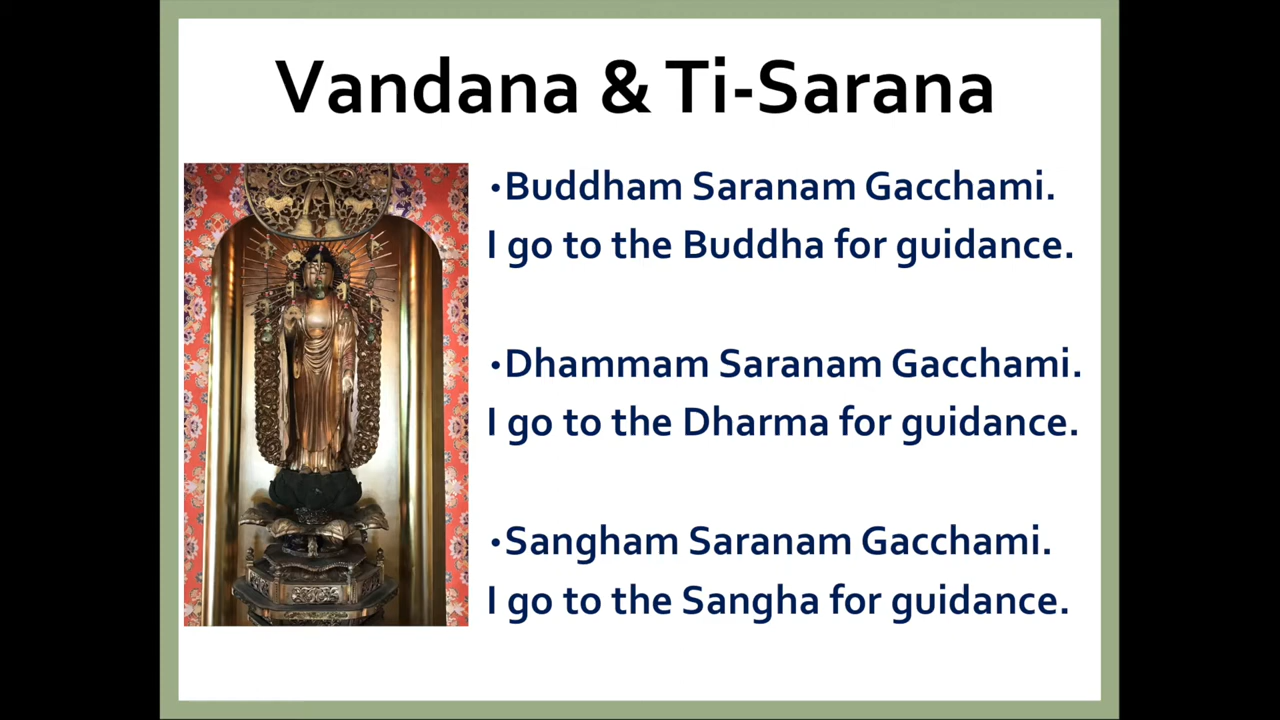 Vandana & Ti-Sarana
•Buddham Saranam Gacchami.
I go to the Buddha for guidance.
•Dhammam Saranam Gacchami.
I go to the Dharma for guidance.
•Sangham Saranam Gacchami.
I go to the Sangha for guidance.